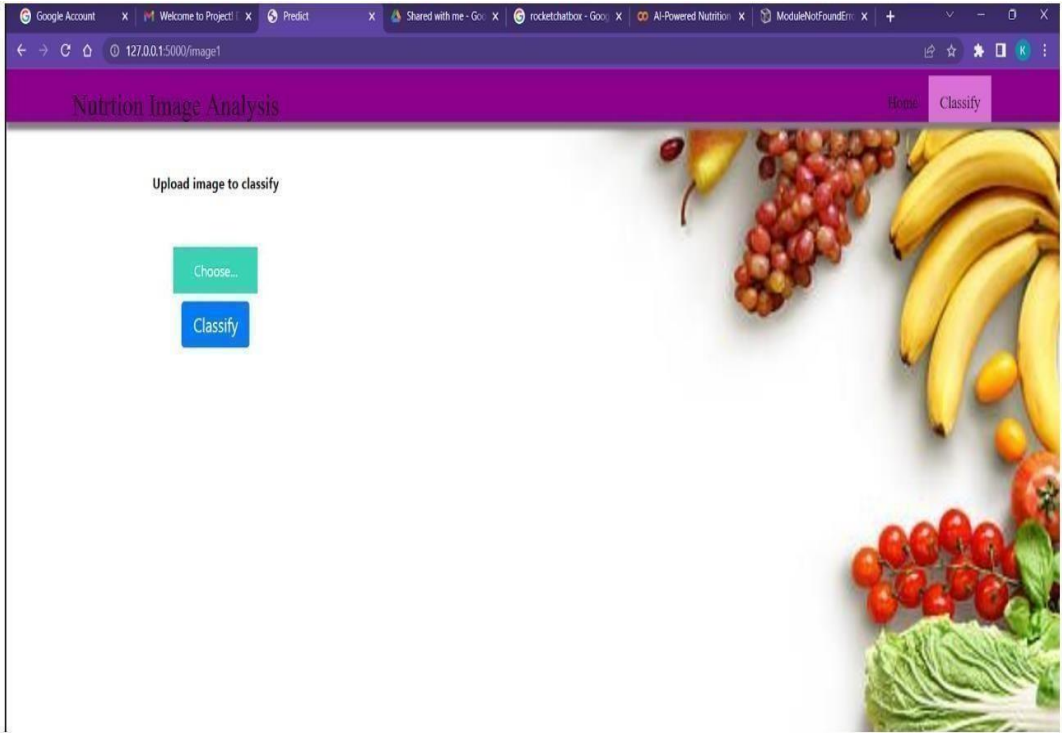 Google Account
Welcome to Project!
Predict
Shared with me - Goo
rocketchatbox - Goog
AI-Powered Nutrition
ModuleNotFoundErr
127.0.0.1:5000/image1
K
Nutrtion Image Analysis
Home
Classify
Upload image to classify
Choose...
Classify